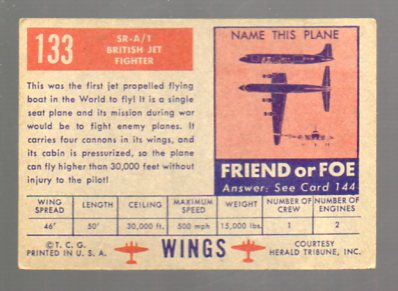 133
SR-A/1
BRITISH JET
FIGHTER
This was the first jet propelled flying
boat in the World to fly! It is a single
seat plane and its mission during war
would be to fight enemy planes. It
carries four cannons in its wings, and
its cabin is pressurized, so the plane
can fly higher than 30,000 feet without
injury to the pilot!
NAME THIS PLANE
FRIEND or FOE
Answer: See Card 144
WING SPREAD LENGTH CEILING MAXIMUM SPEED WEIGHT NUMBER OF CREW NUMBER OF ENGINES
46' 50' 30,000 ft. 500 mph 15,000 lbs. 1 2
© T. C. G.
PRINTED IN U. S. A.
WINGS
COURTESY
HERALD TRIBUNE, INC.